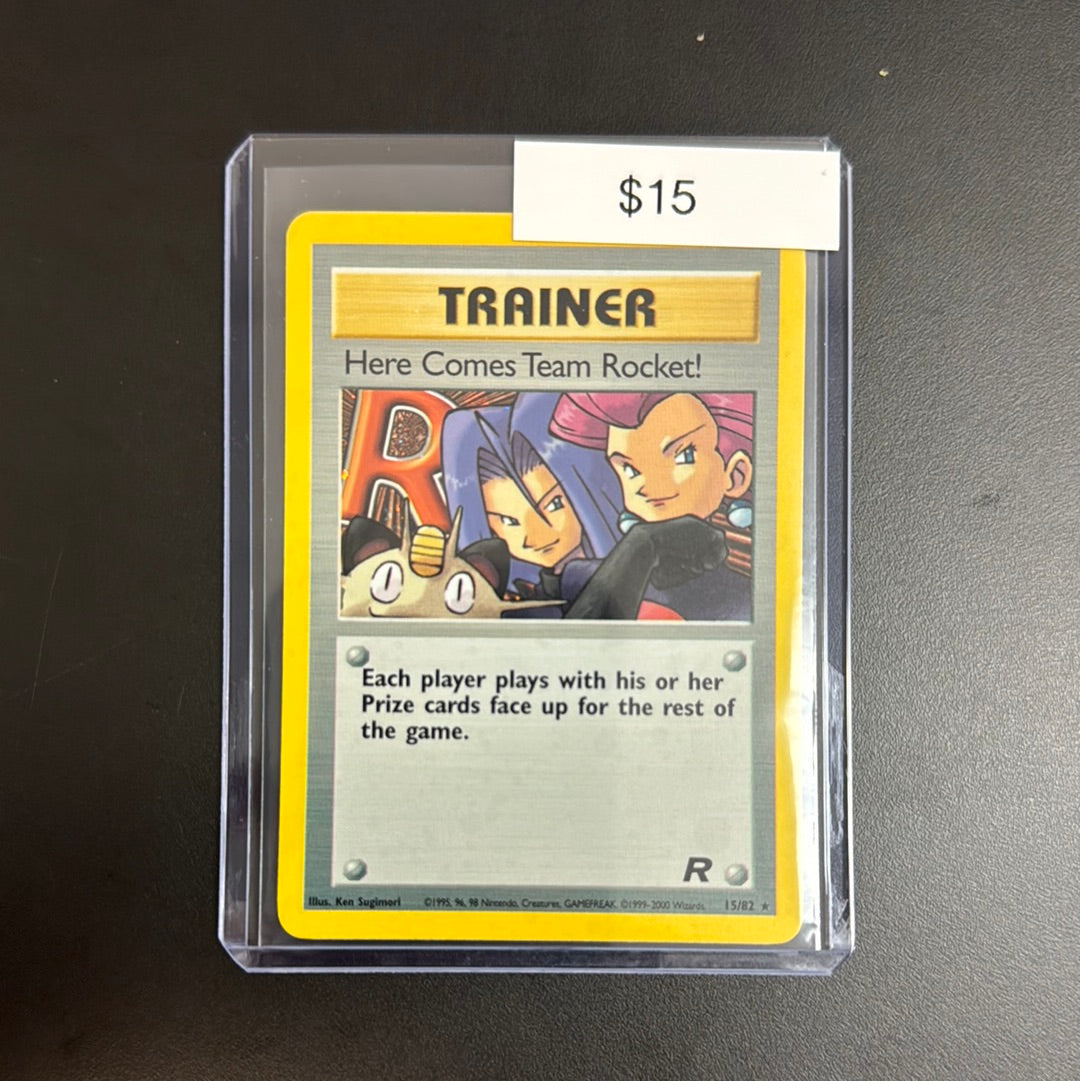 $15
TRAINER
Here Comes Team Rocket!
R
Each player plays with his or her
Prize cards face up for the rest of
the game.
R
Illus. Ken Sugimori ©1995, 96, 98 Nintendo, Creatures, GAMEFREAK. ©1999-2000 Wizards. 15/82 ★